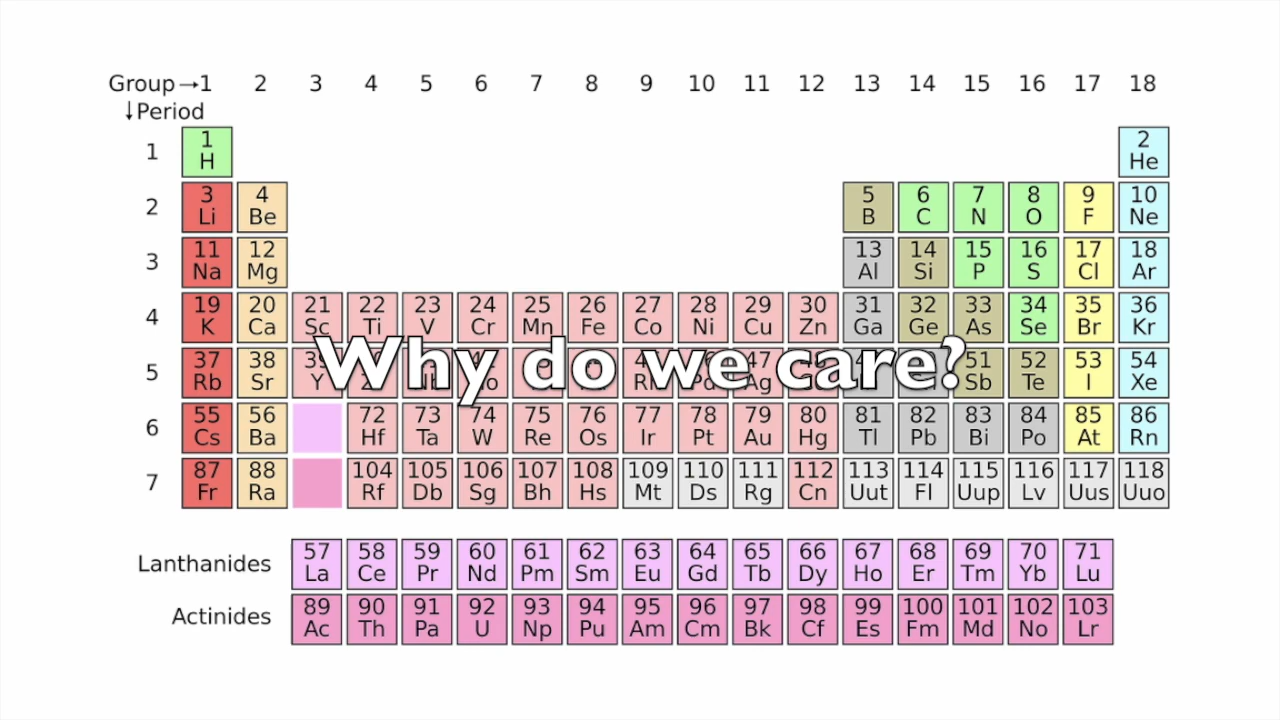 Group→1 2 3 4 5 6 7 8 9 10 11 12 13 14 15 16 17 18
↓Period
1 1 2
H He
2 3 4 5 6 7 8 9 10
Li Be B C N O F Ne
3 11 12 13 14 15 16 17 18
Na Mg Al Si P S Cl Ar
4 19 20 21 22 23 24 25 26 27 28 29 30 31 32 33 34 35 36
K Ca Sc Ti V Cr Mn Fe Co Ni Cu Zn Ga Ge As Se Br Kr
Why do we care?
5 37 38 39 47 51 52 53 54
Rb Sr Y Ag Sb Te I Xe
6 55 56 72 73 74 75 76 77 78 79 80 81 82 83 84 85 86
Cs Ba Hf Ta W Re Os Ir Pt Au Hg Tl Pb Bi Po At Rn
7 87 88 104 105 106 107 108 109 110 111 112 113 114 115 116 117 118
Fr Ra Rf Db Sg Bh Hs Mt Ds Rg Cn Uut Fl Uup Lv Uus Uuo
Lanthanides 57 58 59 60 61 62 63 64 65 66 67 68 69 70 71
La Ce Pr Nd Pm Sm Eu Gd Tb Dy Ho Er Tm Yb Lu
Actinides 89 90 91 92 93 94 95 96 97 98 99 100 101 102 103
Ac Th Pa U Np Pu Am Cm Bk Cf Es Fm Md No Lr